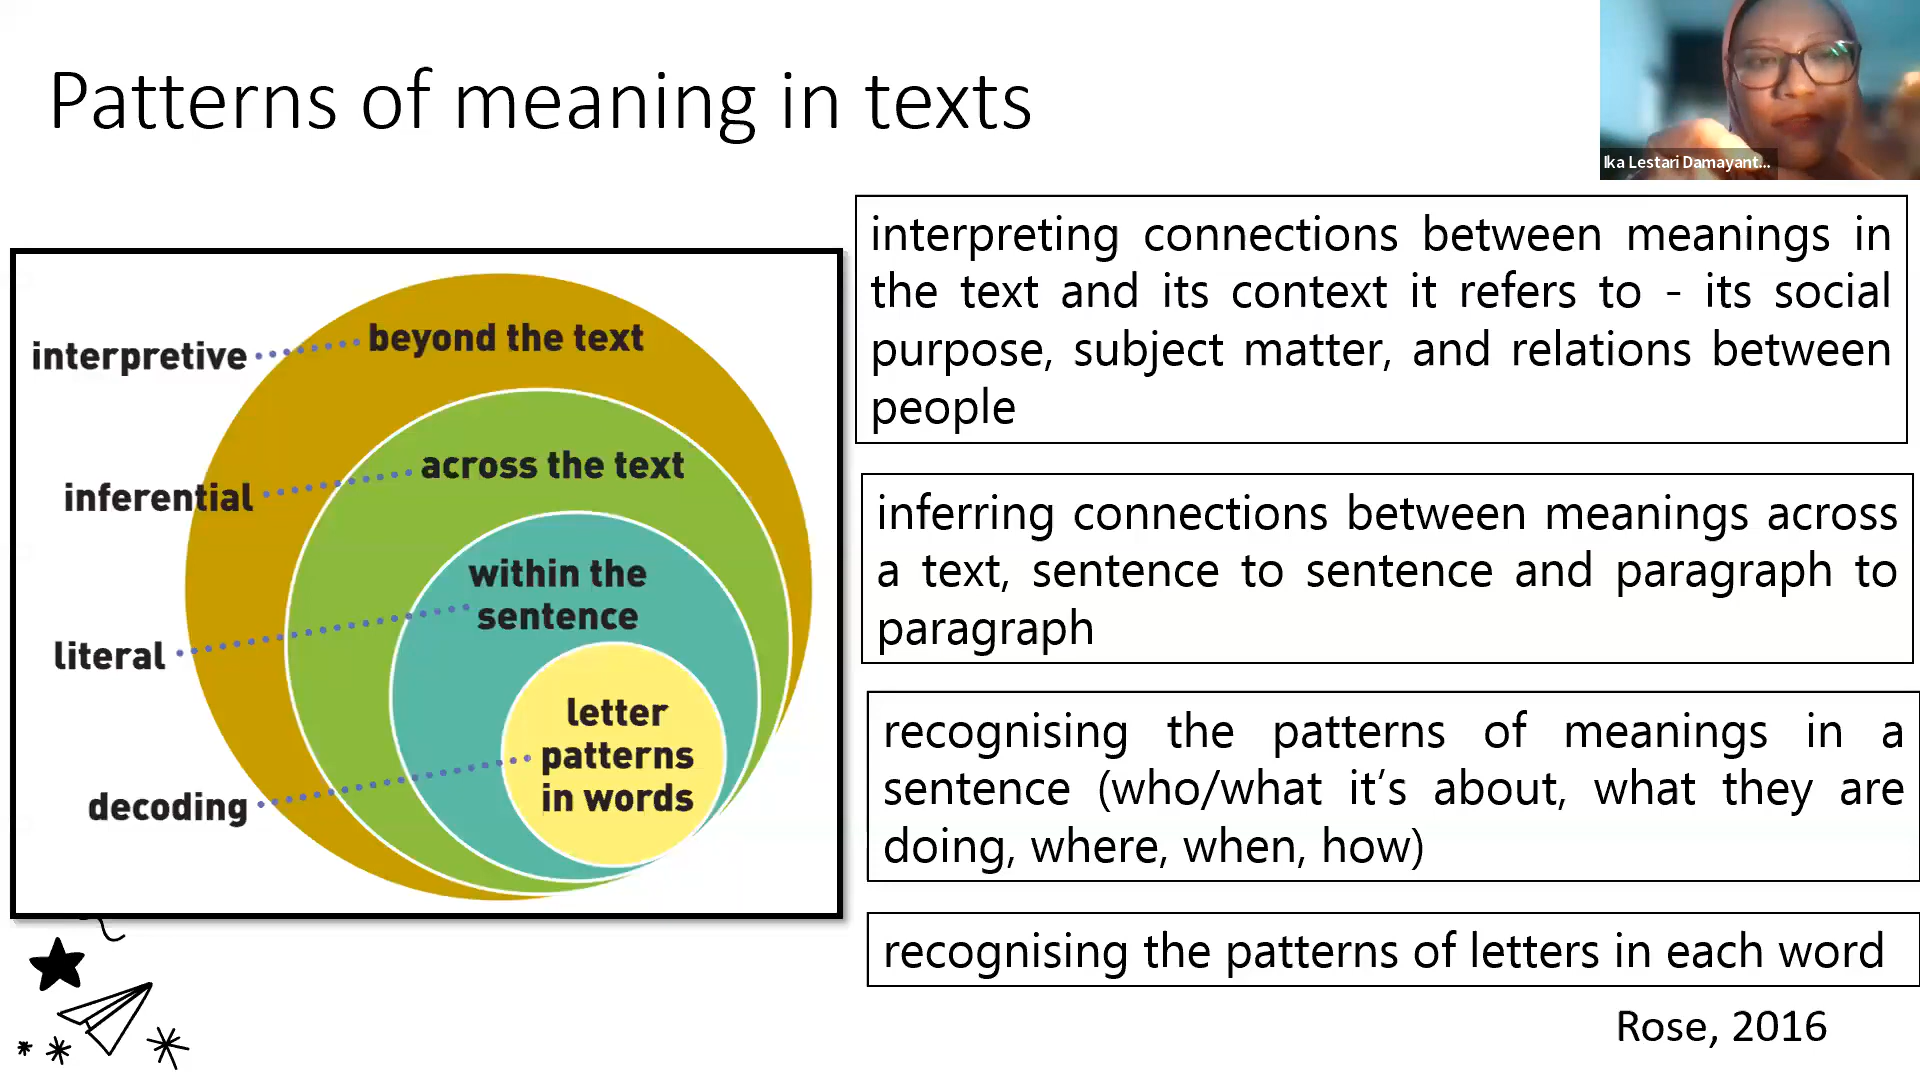 Patterns of meaning in texts
Ika Lestari Damayant...
interpretive
beyond the text
inferential
across the text
literal
within the
sentence
decoding
letter
patterns
in words
interpreting connections between meanings in
the text and its context it refers to - its social
purpose, subject matter, and relations between
people
inferring connections between meanings across
a text, sentence to sentence and paragraph to
paragraph
recognising the patterns of meanings in a
sentence (who/what it’s about, what they are
doing, where, when, how)
recognising the patterns of letters in each word
Rose, 2016